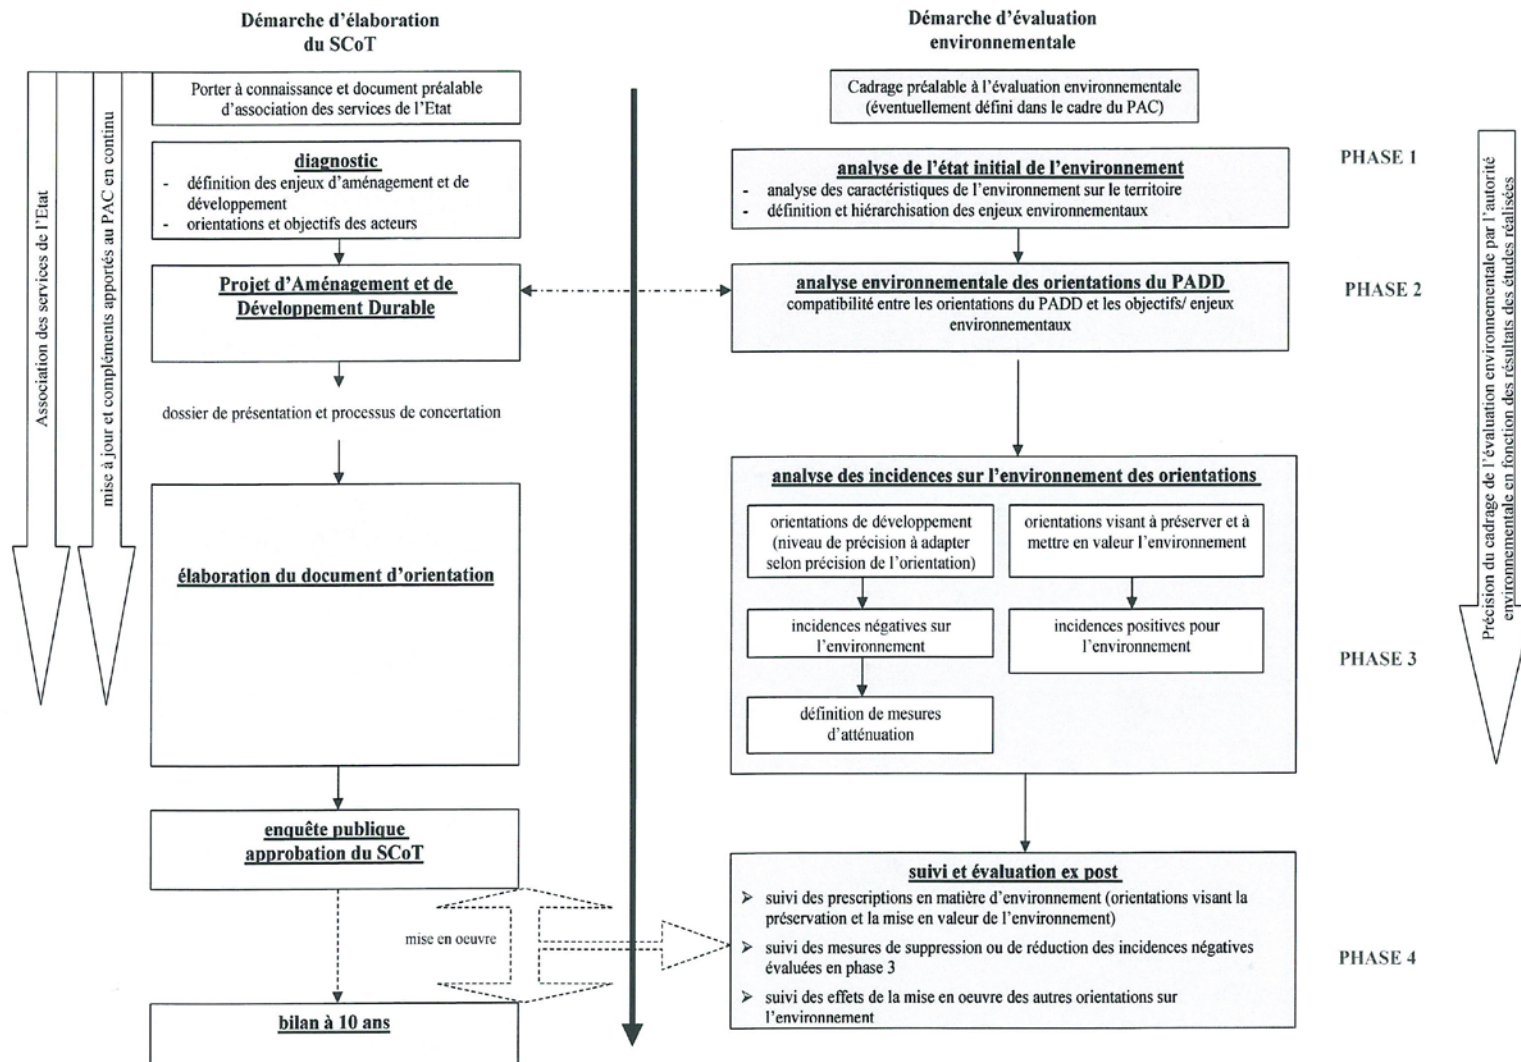 Démarche d'élaboration
du SCoT
Démarche d'évaluation
environnementale
Association des services de l'Etat
mise à jour et compléments apportés au PAC en continu
Porter à connaissance et document préalable
d'association des services de l'Etat
diagnostic
- définition des enjeux d'aménagement et de
développement
- orientations et objectifs des acteurs
Projet d'Aménagement et de
Développement Durable
dossier de présentation et processus de concertation
élaboration du document d'orientation
enquête publique
approbation du SCoT
mise en oeuvre
bilan à 10 ans
Cadrage préalable à l'évaluation environnementale
(éventuellement défini dans le cadre du PAC)
analyse de l'état initial de l'environnement
- analyse des caractéristiques de l'environnement sur le territoire
- définition et hiérarchisation des enjeux environnementaux
analyse environnementale des orientations du PADD
compatibilité entre les orientations du PADD et les objectifs/ enjeux
environnementaux
analyse des incidences sur l'environnement des orientations
orientations de développement
(niveau de précision à adapter
selon précision de l'orientation)
incidences négatives sur
l'environnement
définition de mesures
d'atténuation
orientations visant à préserver et à
mettre en valeur l'environnement
incidences positives pour
l'environnement
suivi et évaluation ex post
➢ suivi des prescriptions en matière d'environnement (orientations visant la
préservation et la mise en valeur de l'environnement)
➢ suivi des mesures de suppression ou de réduction des incidences négatives
évaluées en phase 3
➢ suivi des effets de la mise en oeuvre des autres orientations sur
l'environnement
PHASE 1
PHASE 2
PHASE 3
PHASE 4
Précision du cadrage de l'évaluation environnementale par l'autorité
environnementale en fonction des résultats des études réalisées